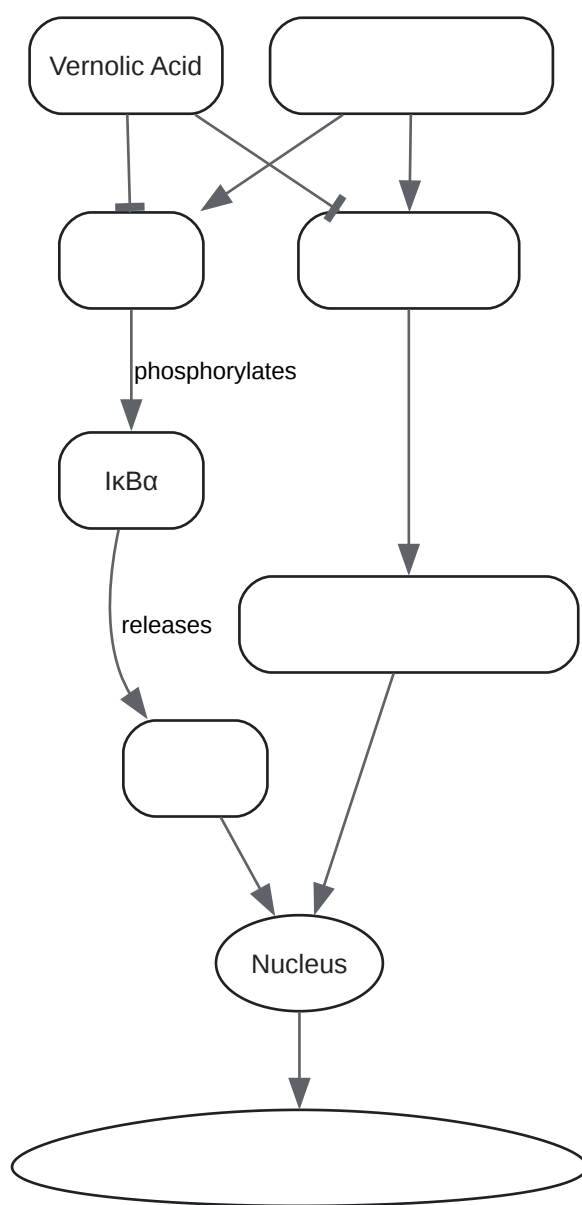 Vernolic Acid
phosphorylates
IκBα
releases
Nucleus